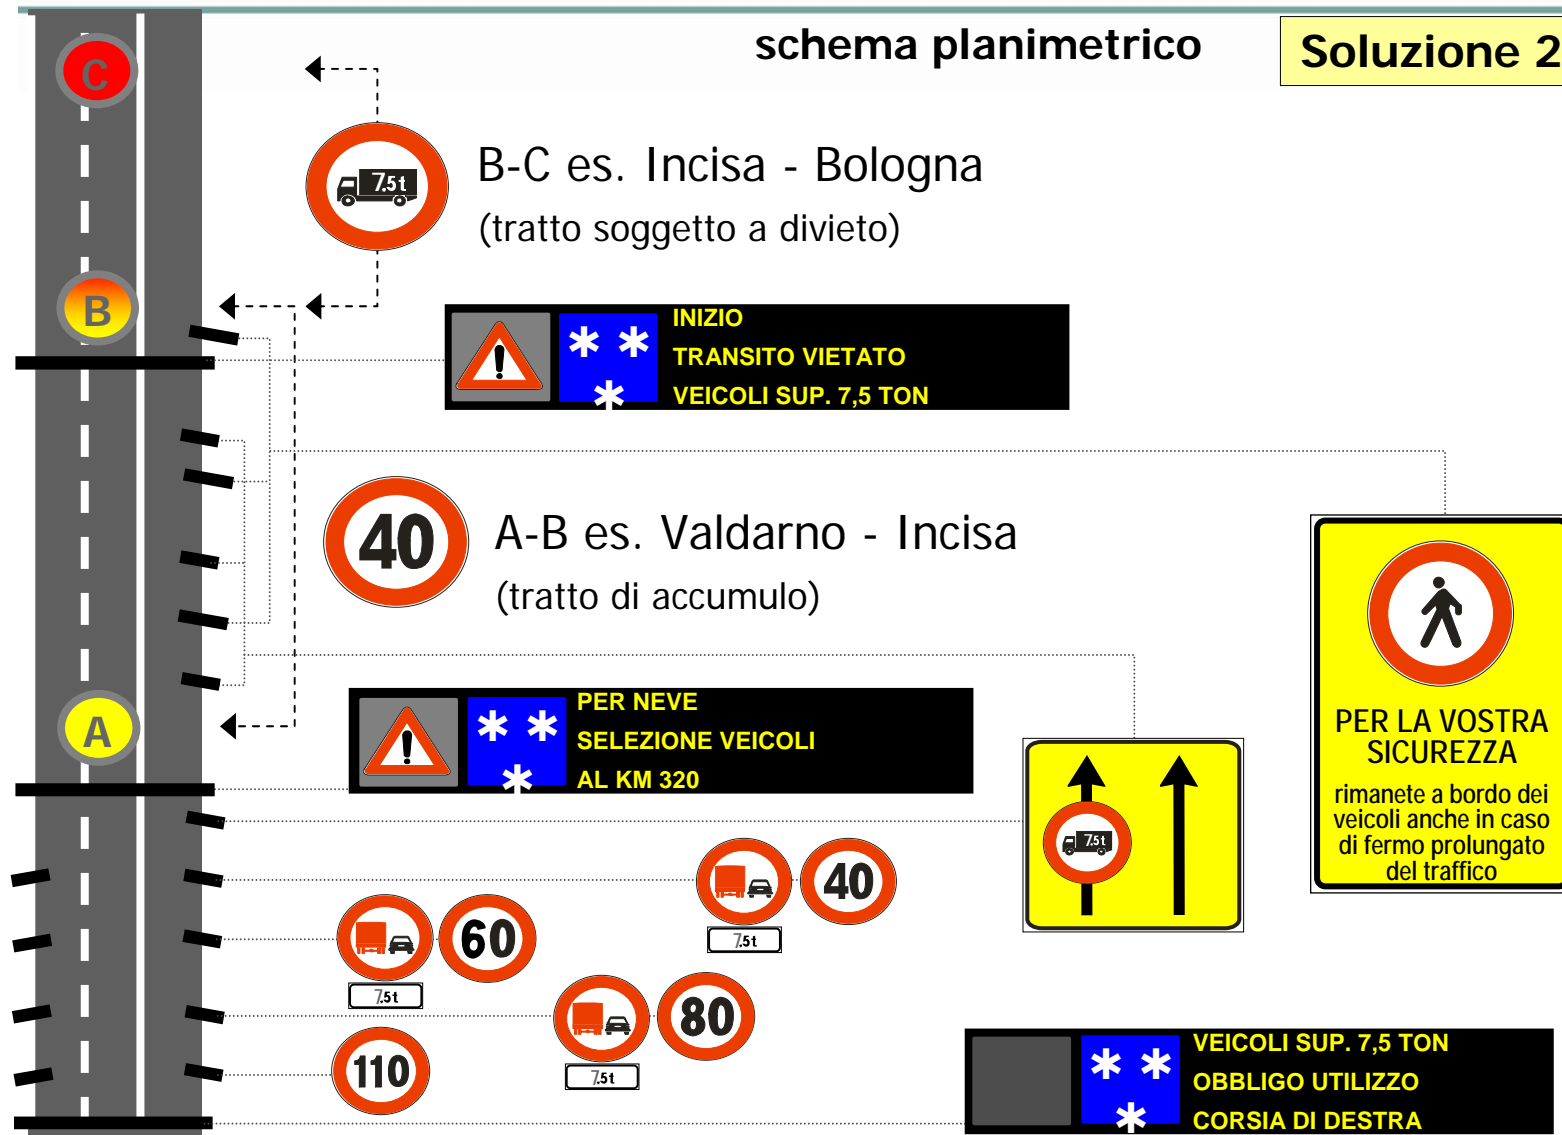 schema planimetrico
Soluzione 2
C
7.5t
B-C es. Incisa - Bologna
(tratto soggetto a divieto)
B
INIZIO
TRANSITO VIETATO
VEICOLI SUP. 7,5 TON
40
A-B es. Valdarno - Incisa
(tratto di accumulo)
PER LA VOSTRA
SICUREZZA
rimanete a bordo dei
veicoli anche in caso
di fermo prolungato
del traffico
A
PER NEVE
SELEZIONE VEICOLI
AL KM 320
7.5t
40
7.5t
60
7.5t
80
7.5t
110
VEICOLI SUP. 7,5 TON
OBBLIGO UTILIZZO
CORSIA DI DESTRA